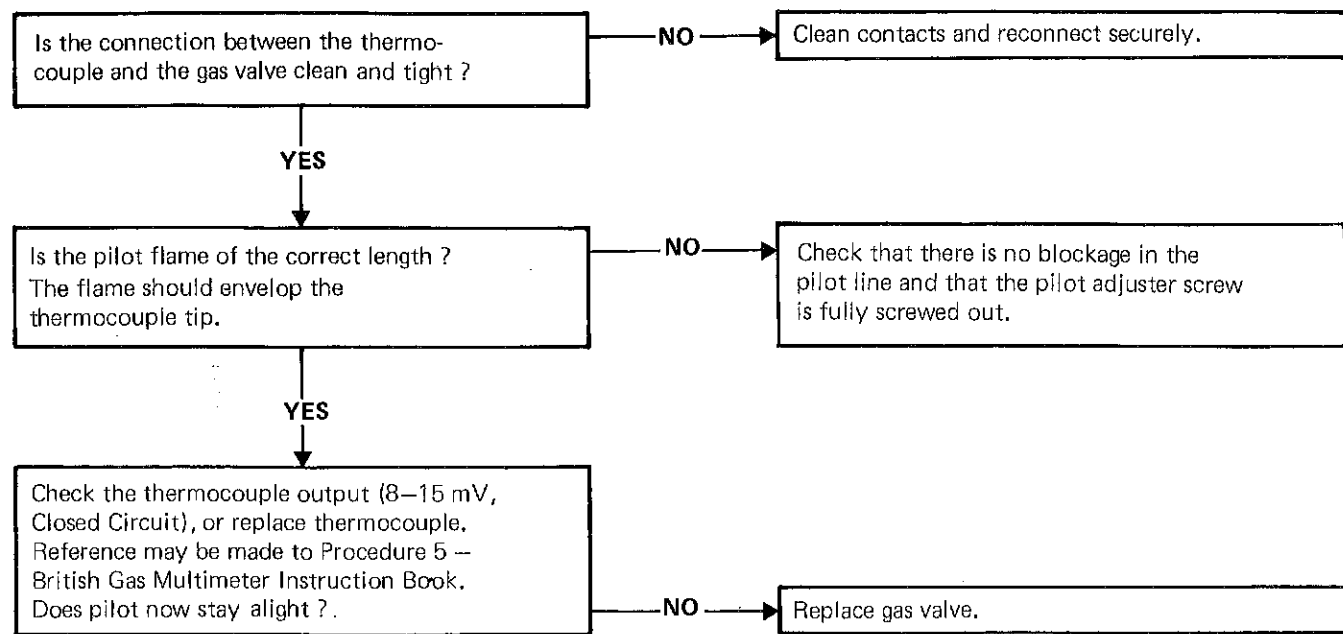 Is the connection between the thermo-
couple and the gas valve clean and tight ?
NO
Clean contacts and reconnect securely.
YES
Is the pilot flame of the correct length ?
The flame should envelop the
thermocouple tip.
NO
Check that there is no blockage in the
pilot line and that the pilot adjuster screw
is fully screwed out.
YES
Check the thermocouple output (8–15 mV,
Closed Circuit), or replace thermocouple.
Reference may be made to Procedure 5 –
British Gas Multimeter Instruction Book.
Does pilot now stay alight ?.
NO
Replace gas valve.